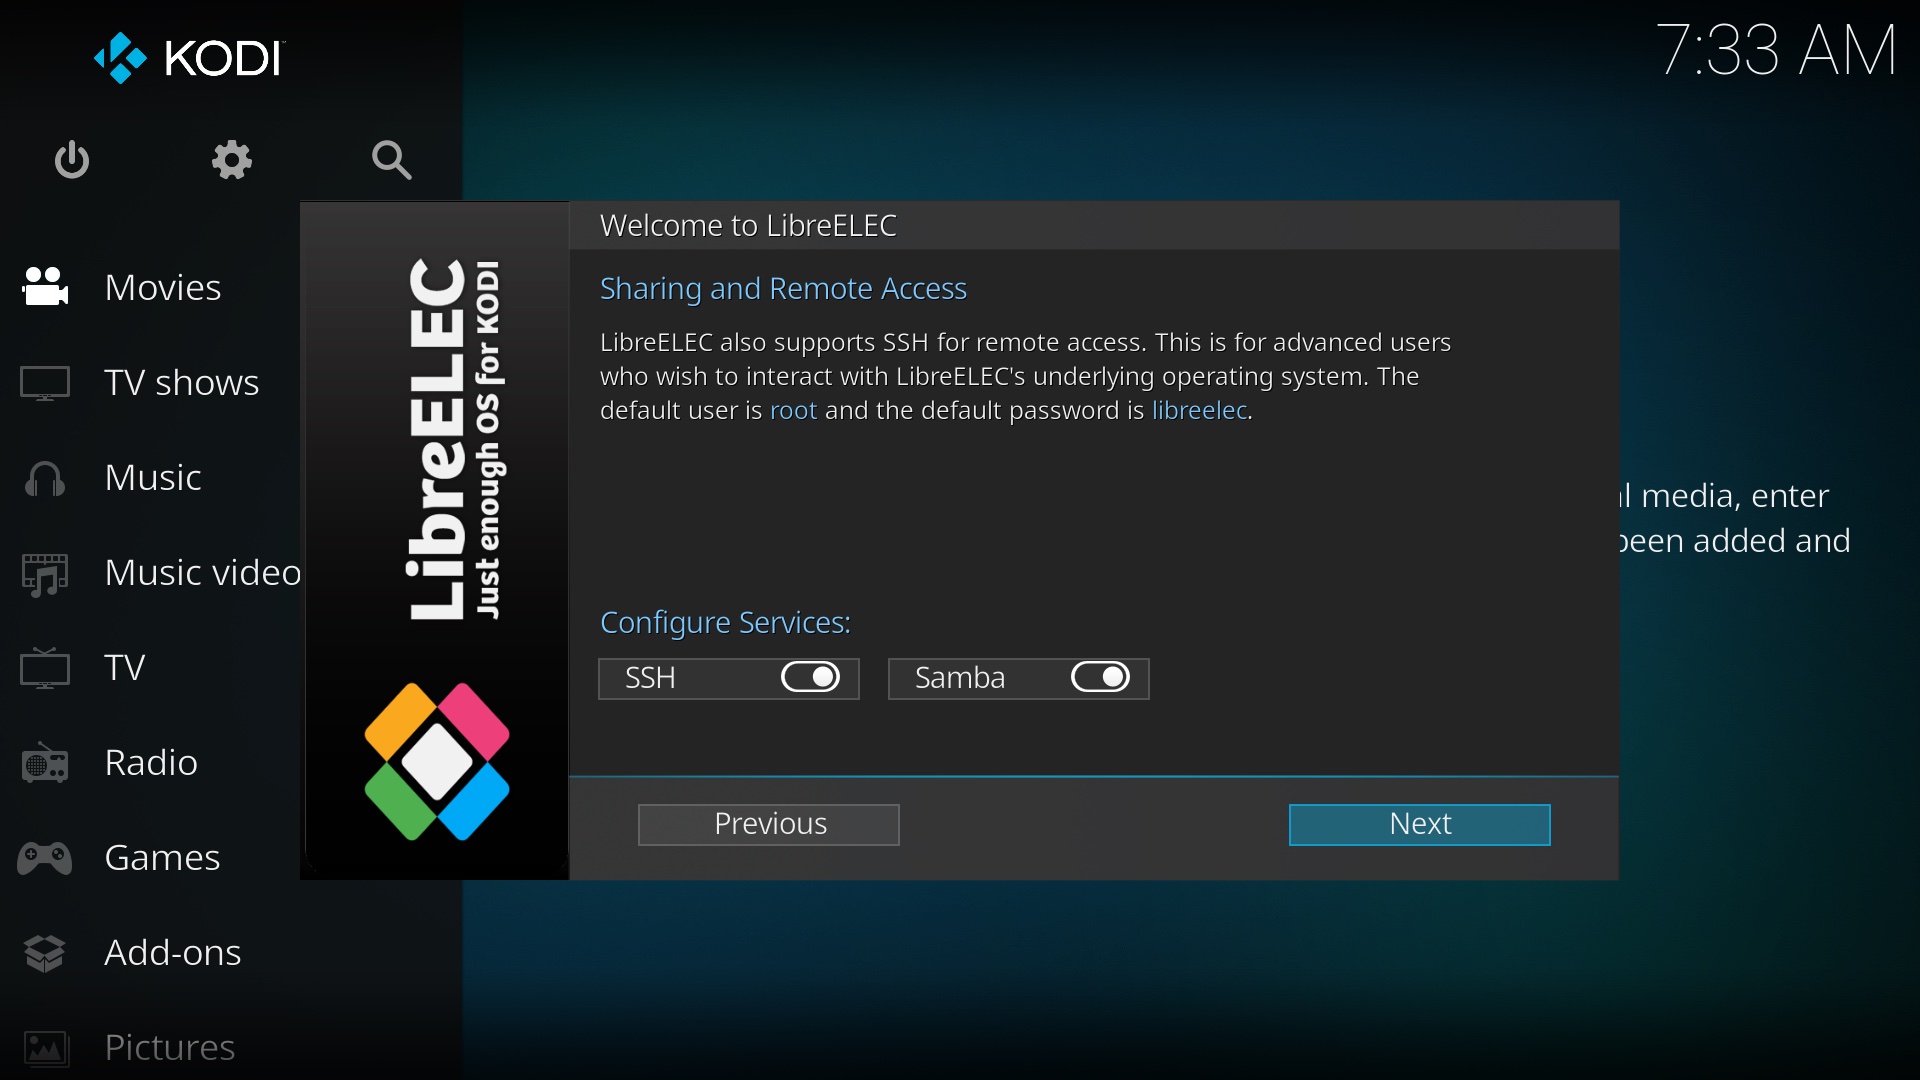 KODI
7:33 AM
Movies
TV shows
Music
Music video
TV
Radio
Games
Add-ons
Pictures
LibreELEC
Just enough OS for KODI
Welcome to LibreELEC
Sharing and Remote Access
LibreELEC also supports SSH for remote access. This is for advanced users
who wish to interact with LibreELEC's underlying operating system. The
default user is root and the default password is libreelec.
Configure Services:
SSH
Samba
Previous
Next
l media, enter
been added and